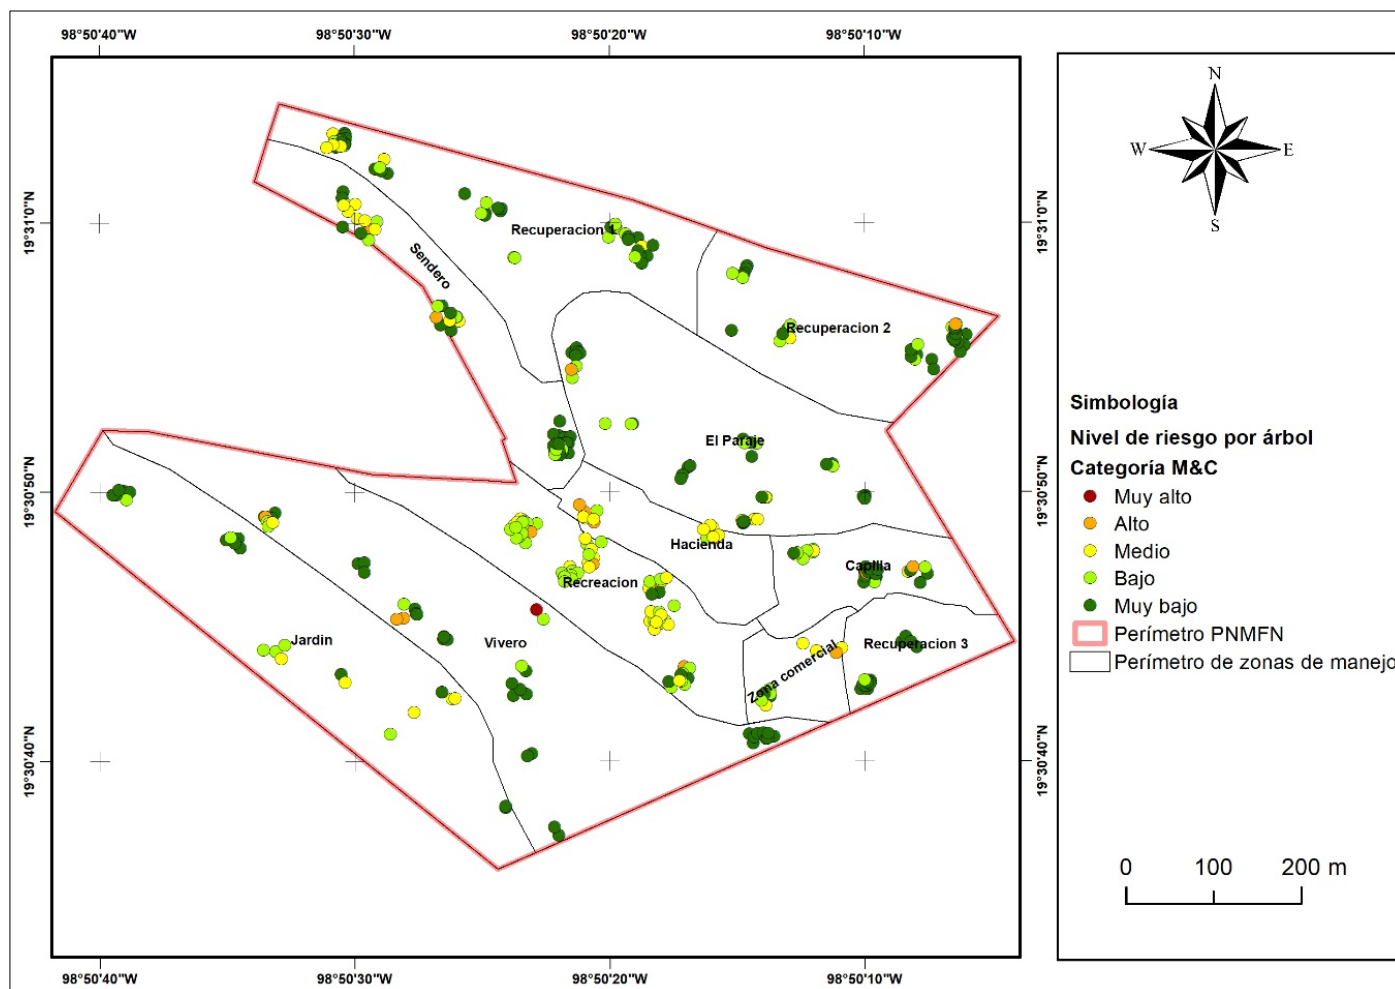 98°50'40"W 98°50'30"W 98°50'20"W 98°50'10"W
19°31'0"N
19°31'0"N
19°30'50"N
19°30'50"N
19°30'40"N
19°30'40"N
Recuperacion 1
Sendero
Recuperacion 2
El Paraje
Hacienda
Capilla
Recreacion
Jardin
Vivero
Zona comercial
Recuperacion 3
98°50'40"W 98°50'30"W 98°50'20"W 98°50'10"W
N
W E
S
Simbología
Nivel de riesgo por árbol
Categoría M&C
Muy alto
Alto
Medio
Bajo
Muy bajo
Perímetro PNMFN
Perímetro de zonas de manejo
0 100 200 m